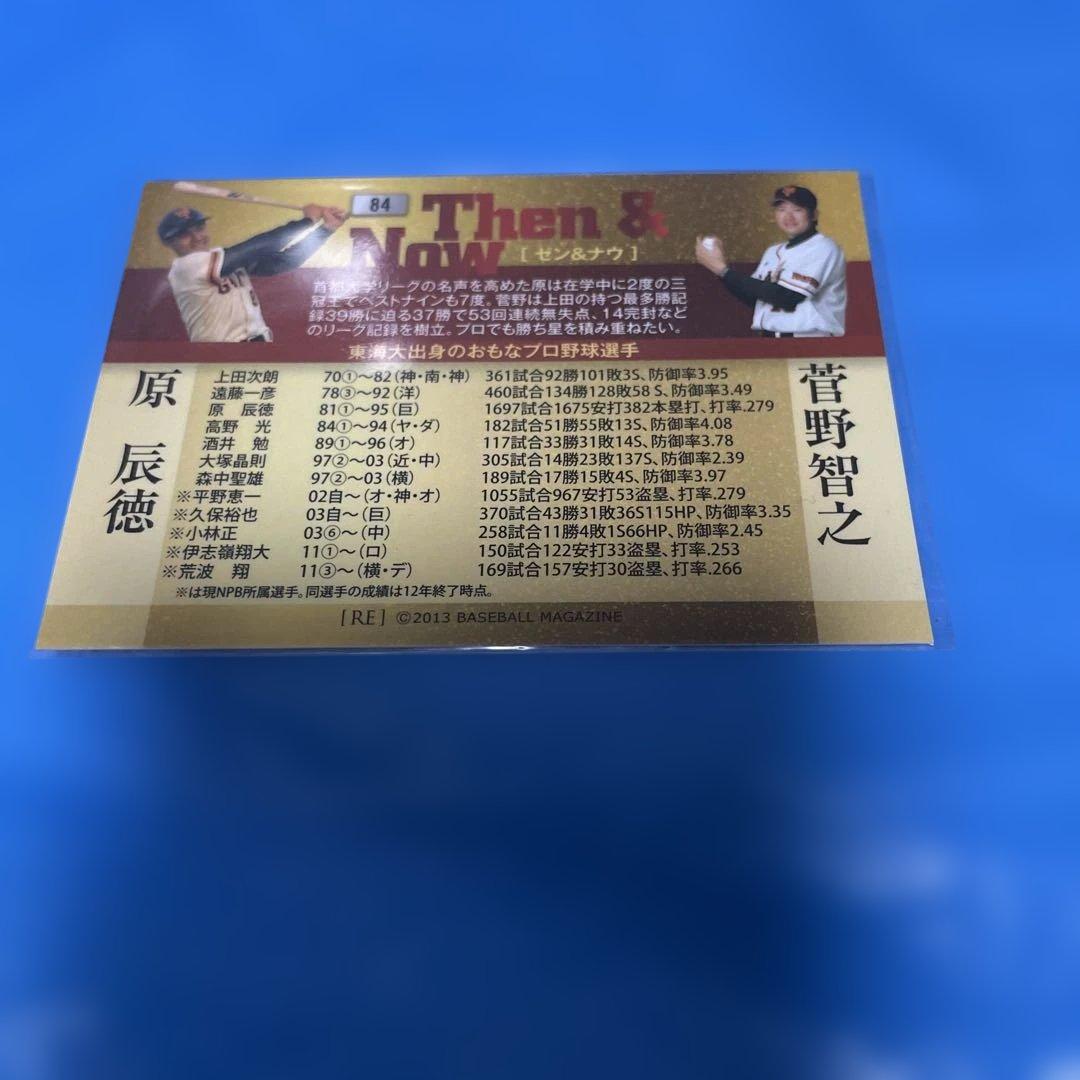 84
Then &
Now [ ゼン&ナウ ]
首都大学リーグの名声を高めた原は在学中に2度の三
冠王でベストナインも7度。菅野は上田の持つ最多勝記
録39勝に迫る37勝で53回連続無失点、14完封など
のリーグ記録を樹立。プロでも勝ち星を積み重ねたい。
東海大出身のおもなプロ野球選手
原 辰徳
上田次朗 70①〜82(神・南・神) 361試合92勝101敗3S、防御率3.95
遠藤一彦 78③〜92(洋) 460試合134勝128敗58S、防御率3.49
原 辰徳 81①〜95(巨) 1697試合1675安打382本塁打、打率.279
高野 光 84①〜94(ヤ・ダ) 182試合51勝55敗13S、防御率4.08
酒井 勉 89①〜96(オ) 117試合33勝31敗14S、防御率3.78
大塚晶則 97②〜03(近・中) 305試合14勝23敗137S、防御率2.39
森中聖雄 97②〜03(横) 189試合17勝15敗4S、防御率3.97
※平野恵一 02自〜(オ・神・オ) 1055試合967安打53盗塁、打率.279
※久保裕也 03自〜(巨) 370試合43勝31敗36S115HP、防御率3.35
※小林正 03⑥〜(中) 258試合11勝4敗1S66HP、防御率2.45
※伊志嶺翔大 11①〜(ロ) 150試合122安打33盗塁、打率.253
※荒波 翔 11③〜(横・デ) 169試合157安打30盗塁、打率.266
※は現NPB所属選手。同選手の成績は12年終了時点。
菅野智之
[RE] ©2013 BASEBALL MAGAZINE